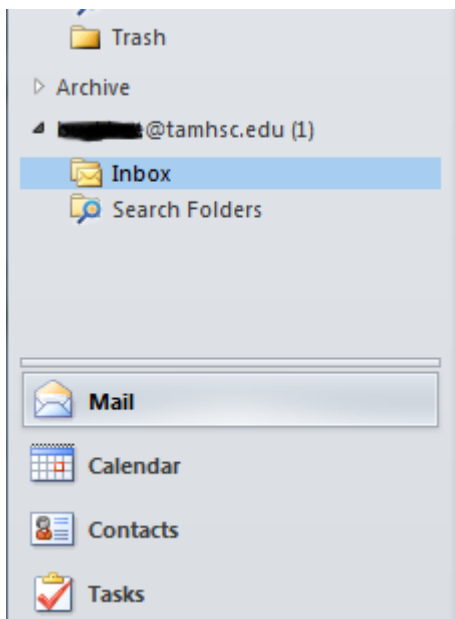 Trash
Archive
@tamhsc.edu (1)
Inbox
Search Folders
Mail
Calendar
Contacts
Tasks